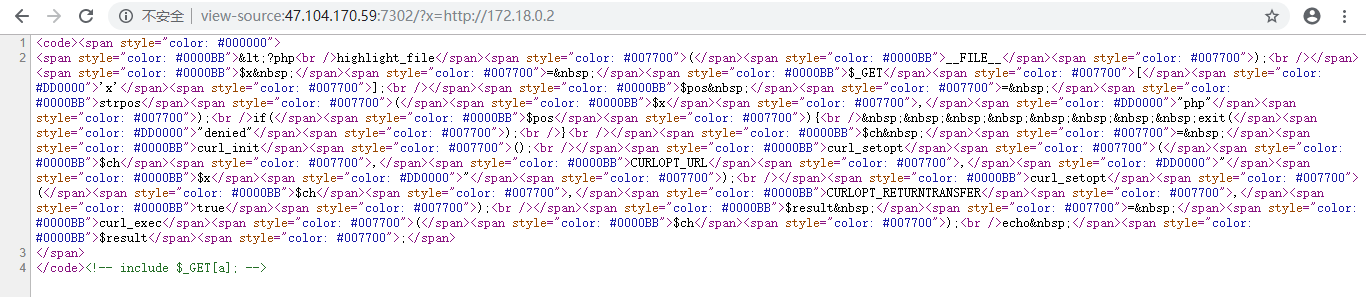 不安全 | view-source:47.104.170.59:7302/?x=http://172.18.0.2
1 <code><span style="color: #000000">
2 <span style="color: #0000BB">&lt;?php<br />highlight_file</span><span style="color: #007700">(</span><span style="color: #0000BB">__FILE__</span><span style="color: #007700">);<br /></span>
<span style="color: #0000BB">$x&nbsp;</span><span style="color: #007700">=&nbsp;</span><span style="color: #0000BB">$_GET</span><span style="color: #007700">[</span><span style="color:
#DD0000">'x'</span><span style="color: #007700">];<br /></span><span style="color: #0000BB">$pos&nbsp;</span><span style="color: #007700">=&nbsp;</span><span style="color:
#0000BB">strpos</span><span style="color: #007700">(</span><span style="color: #0000BB">$x</span><span style="color: #007700">,</span><span style="color: #DD0000">"php"</span><span
style="color: #007700">);<br />if(</span><span style="color: #0000BB">$pos</span><span style="color: #007700">){<br />&nbsp;&nbsp;&nbsp;&nbsp;&nbsp;&nbsp;&nbsp;&nbsp;exit(</span><span
style="color: #DD0000">"denied"</span><span style="color: #007700">);<br />}<br /></span><span style="color: #0000BB">$ch&nbsp;</span><span style="color: #007700">=&nbsp;</span><span
style="color: #0000BB">curl_init</span><span style="color: #007700">();<br /></span><span style="color: #0000BB">curl_setopt</span><span style="color: #007700">(</span><span style="color:
#0000BB">$ch</span><span style="color: #007700">,</span><span style="color: #0000BB">CURLOPT_URL</span><span style="color: #007700">,</span><span style="color: #DD0000">"</span><span
style="color: #0000BB">$x</span><span style="color: #DD0000">"</span><span style="color: #007700">);<br /></span><span style="color: #0000BB">curl_setopt</span><span style="color: #007700">
(</span><span style="color: #0000BB">$ch</span><span style="color: #007700">,</span><span style="color: #0000BB">CURLOPT_RETURNTRANSFER</span><span style="color: #007700">,</span><span
style="color: #0000BB">true</span><span style="color: #007700">);<br /></span><span style="color: #0000BB">$result&nbsp;</span><span style="color: #007700">=&nbsp;</span><span style="color:
#0000BB">curl_exec</span><span style="color: #007700">(</span><span style="color: #0000BB">$ch</span><span style="color: #007700">);<br />echo&nbsp;</span><span style="color:
#0000BB">$result</span><span style="color: #007700">;</span>
3 </span>
4 </code><!-- include $_GET[a]; -->